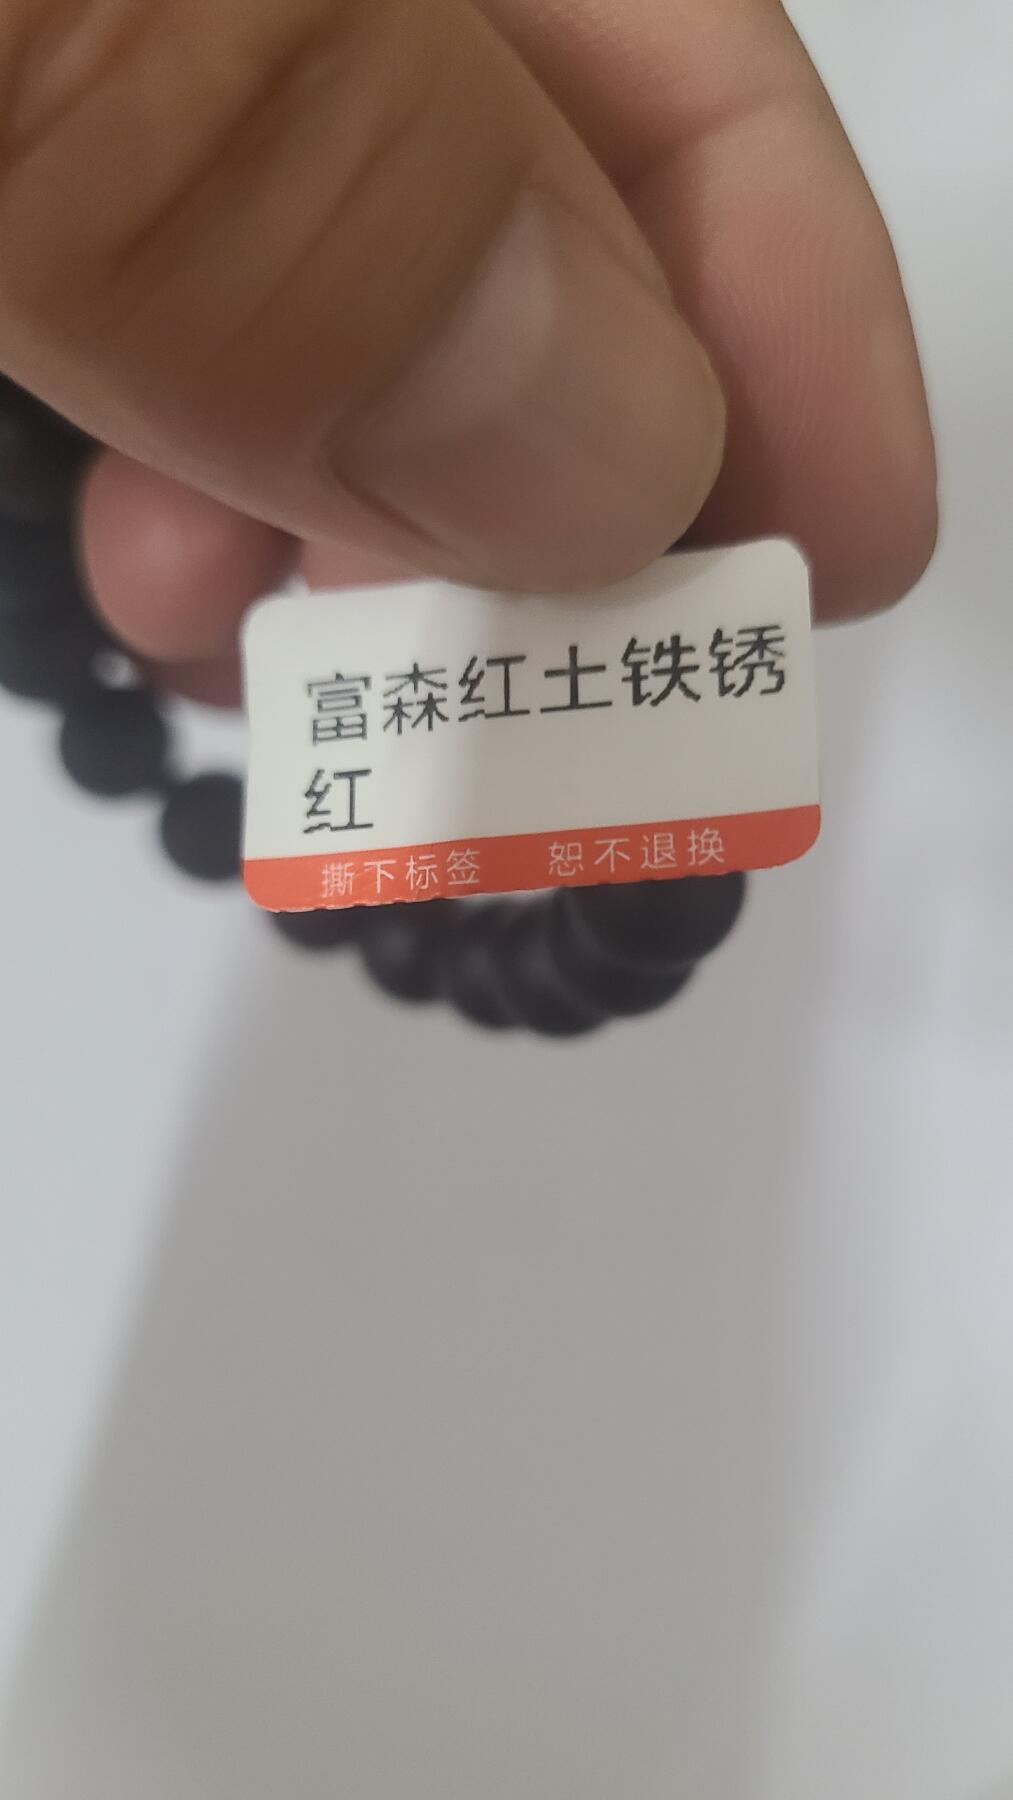 富森红土铁锈
红
撕下标签 恕不退换